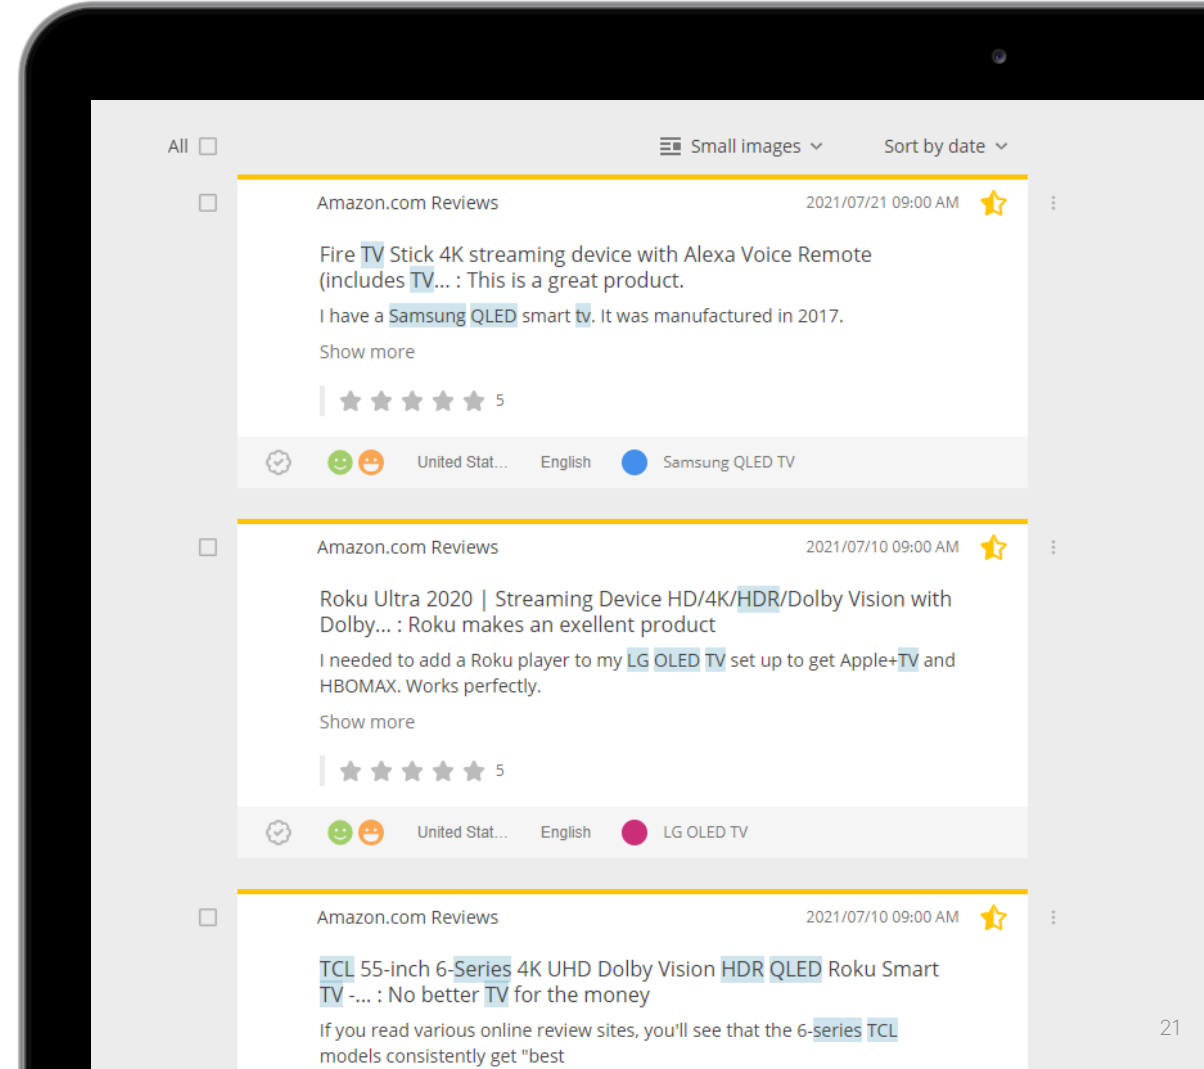 All
Small images
Sort by date
Amazon.com Reviews
2021/07/21 09:00 AM
Fire TV Stick 4K streaming device with Alexa Voice Remote
(includes TV... : This is a great product.
I have a Samsung QLED smart tv. It was manufactured in 2017.
Show more
5
United Stat...
English
Samsung QLED TV
Amazon.com Reviews
2021/07/10 09:00 AM
Roku Ultra 2020 | Streaming Device HD/4K/HDR/Dolby Vision with
Dolby... : Roku makes an exellent product
I needed to add a Roku player to my LG OLED TV set up to get Apple+TV and
HBOMAX. Works perfectly.
Show more
5
United Stat...
English
LG OLED TV
Amazon.com Reviews
2021/07/10 09:00 AM
TCL 55-inch 6-Series 4K UHD Dolby Vision HDR QLED Roku Smart
TV -... : No better TV for the money
If you read various online review sites, you'll see that the 6-series TCL
models consistently get "best
21